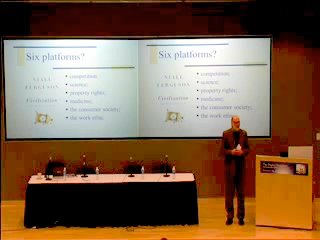 Six platforms?
NIALL
FERGUSON
Civilization
• competition;
• science;
• property rights;
• medicine;
• the consumer society;
• the work ethic.
Six platforms?
NIALL
FERGUSON
Civilization
• competition;
• science;
• property rights;
• medicine;
• the consumer society;
• the work ethic.